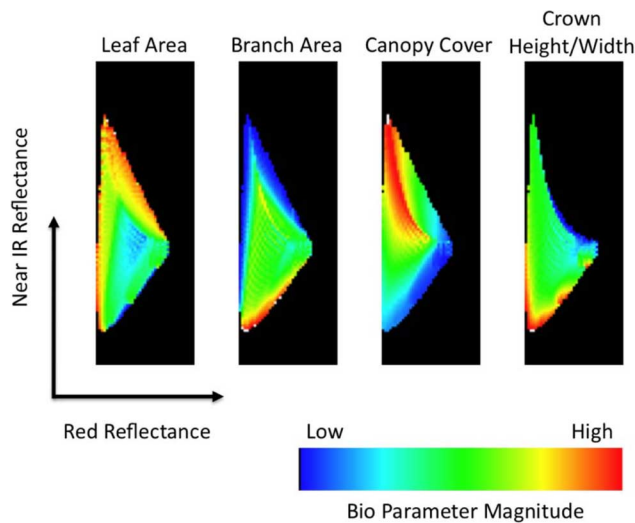 Leaf Area
Branch Area
Canopy Cover
Crown
Height/Width
Near IR Reflectance
Red Reflectance
Low
High
Bio Parameter Magnitude